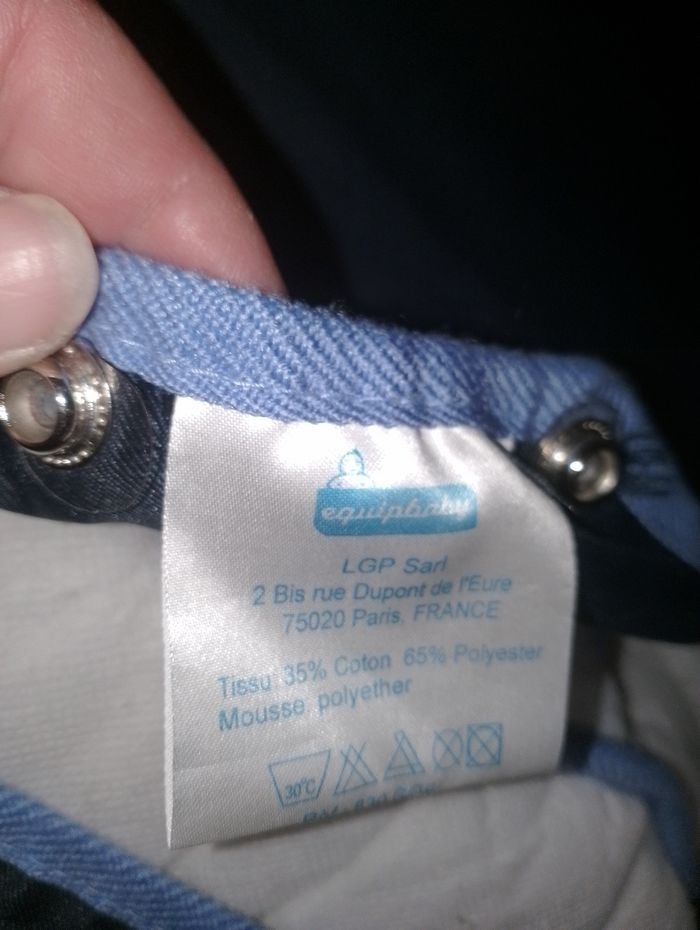 equipbaby
LGP Sarl
2 Bis rue Dupont de l'Eure
75020 Paris, FRANCE
Tissu 35% Coton 65% Polyester
Mousse polyether
30°C